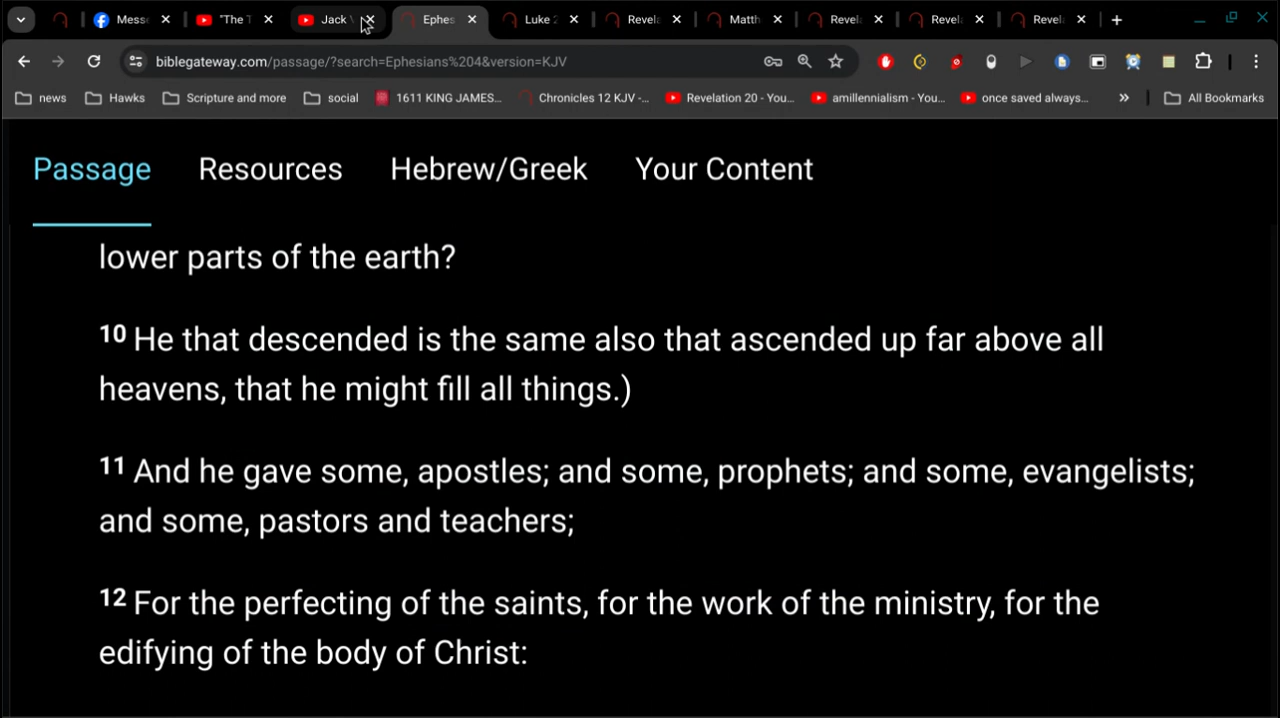 Messe
"The T
Jack V
Ephes
Luke 2
Revela
Matth
Revel
Revel
Revel
biblegateway.com/passage/?search=Ephesians%204&version=KJV
news
Hawks
Scripture and more
social
1611 KING JAMES...
Chronicles 12 KJV -...
Revelation 20 - You...
amillennialism - You...
once saved always...
All Bookmarks
Passage Resources Hebrew/Greek Your Content
lower parts of the earth?
10 He that descended is the same also that ascended up far above all
heavens, that he might fill all things.)
11 And he gave some, apostles; and some, prophets; and some, evangelists;
and some, pastors and teachers;
12 For the perfecting of the saints, for the work of the ministry, for the
edifying of the body of Christ: